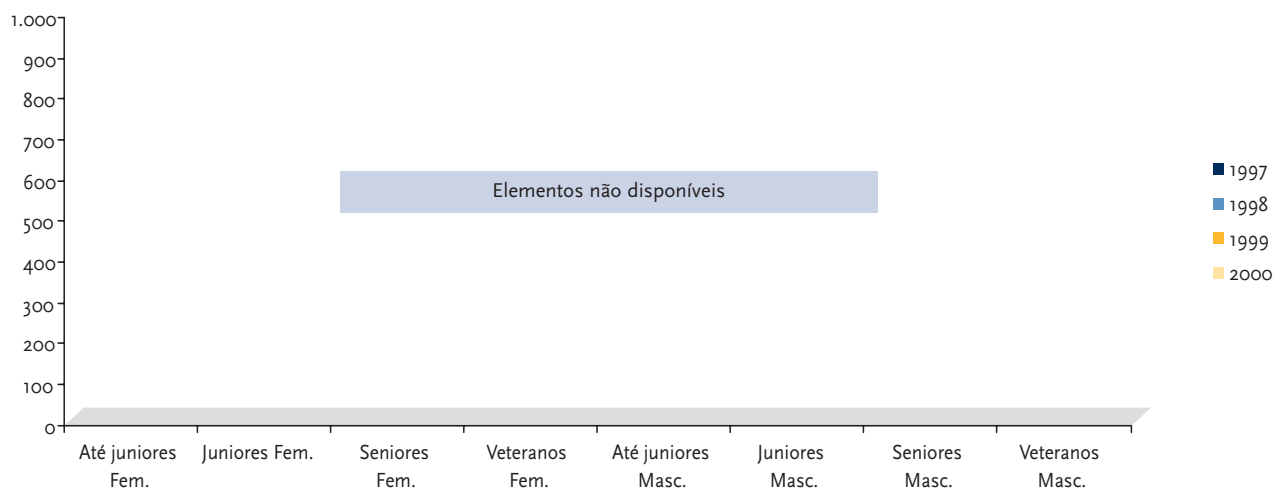 1.000
900
800
700
600
500
400
300
200
100
0
Elementos não disponíveis
1997
1998
1999
2000
Até juniores Fem.
Juniores Fem.
Seniores Fem.
Veteranos Fem.
Até juniores Masc.
Juniores Masc.
Seniores Masc.
Veteranos Masc.